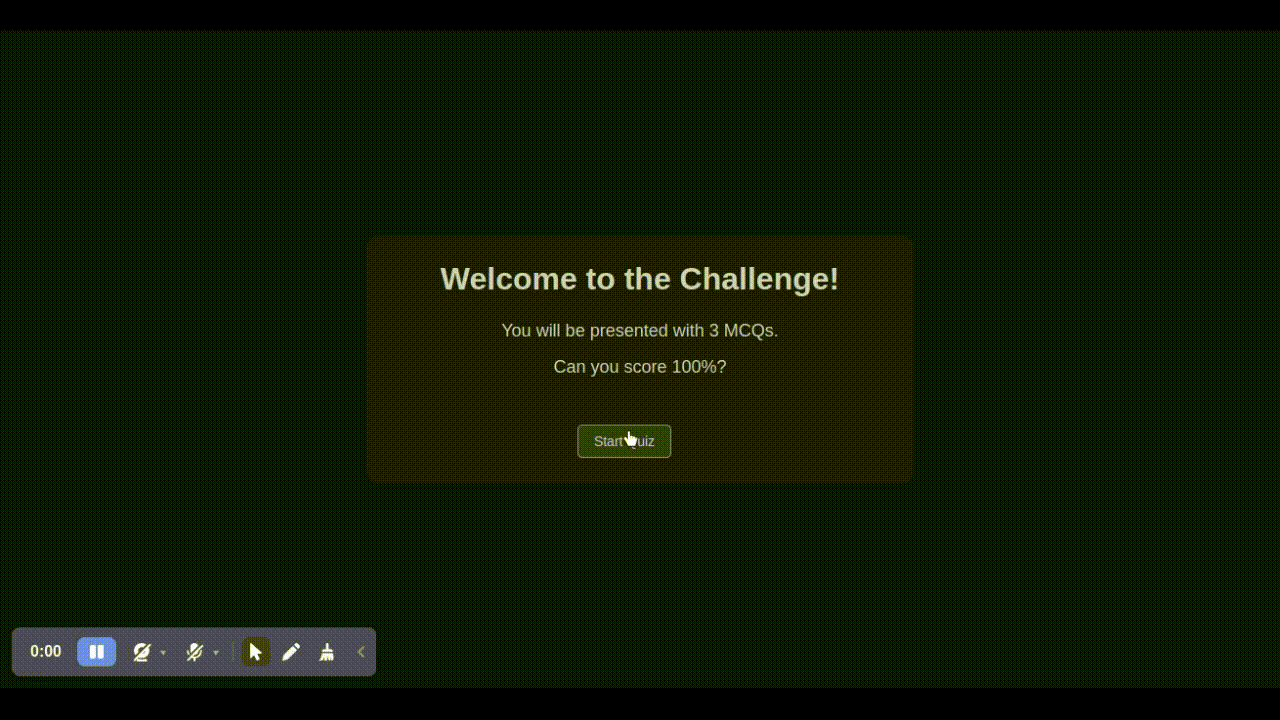 Welcome to the Challenge!
You will be presented with 3 MCQs.
Can you score 100%?
Start Quiz
0:00